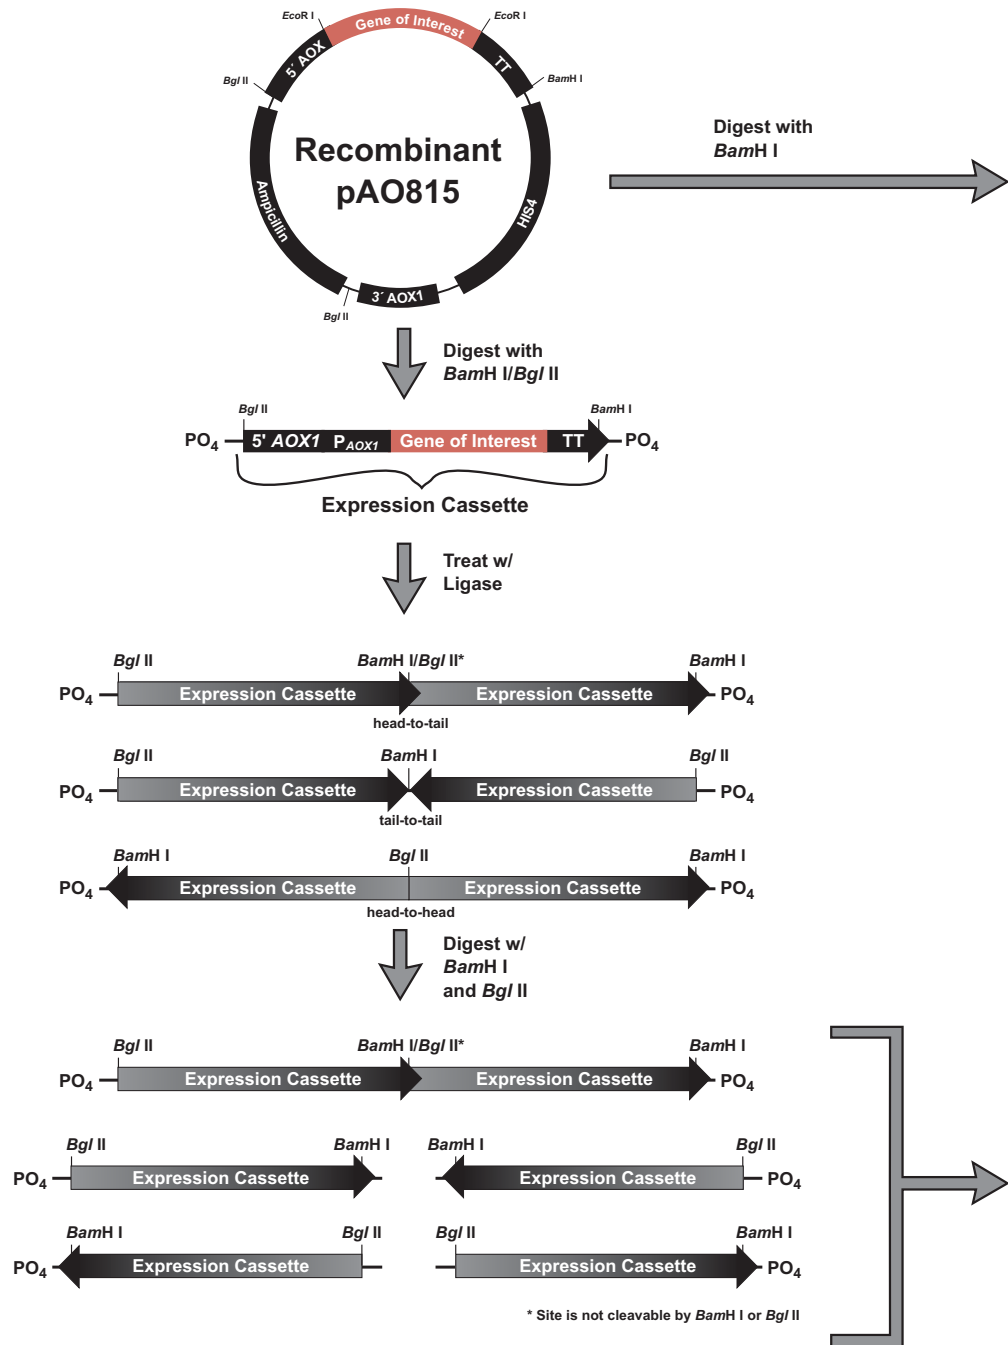 EcoR I
EcoR I
Gene of Interest
5´ AOX
TT
Bgl II
BamH I
Recombinant
pAO815
Ampicillin
HIS4
3´ AOX1
Bgl II
Digest with
BamH I
Digest with
BamH I/Bgl II
Bgl II
BamH I
PO4 5' AOX1 PAOX1 Gene of Interest TT PO4
Expression Cassette
Treat w/
Ligase
Bgl II BamH I/Bgl II* BamH I
PO4 Expression Cassette Expression Cassette PO4
head-to-tail
Bgl II BamH I Bgl II
PO4 Expression Cassette Expression Cassette PO4
tail-to-tail
BamH I Bgl II BamH I
PO4 Expression Cassette Expression Cassette PO4
head-to-head
Digest w/
BamH I
and Bgl II
Bgl II BamH I/Bgl II* BamH I
PO4 Expression Cassette Expression Cassette PO4
Bgl II BamH I BamH I Bgl II
PO4 Expression Cassette Expression Cassette PO4
BamH I Bgl II Bgl II BamH I
PO4 Expression Cassette Expression Cassette PO4
* Site is not cleavable by BamH I or Bgl II